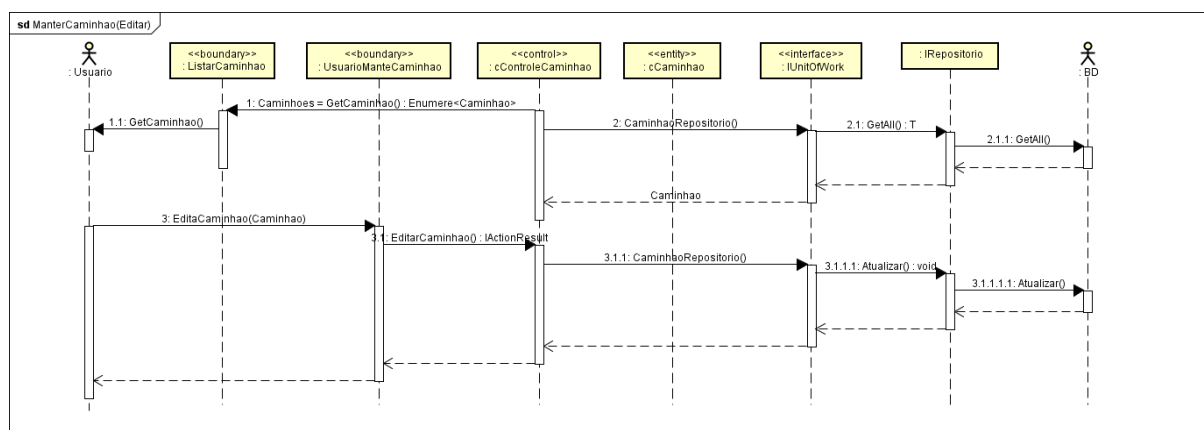 sd ManterCaminhao(Editar)
: Usuario
<<boundary>>
: ListarCaminhao
<<boundary>>
: UsuarioManteCaminhao
<<control>>
: cControleCaminhao
<<entity>>
: cCaminhao
<<interface>>
: IUnitOfWork
: IRepositorio
: BD
1: Caminhoes = GetCaminhao() : Enumere<Caminhao>
1.1: GetCaminhao()
2: CaminhaoRepositorio()
2.1: GetAll() : T
2.1.1: GetAll()
Caminhao
3: EditaCaminhao(Caminhao)
3.1: EditarCaminhao() : IActionResult
3.1.1: CaminhaoRepositorio()
3.1.1.1: Atualizar() : void
3.1.1.1.1: Atualizar()